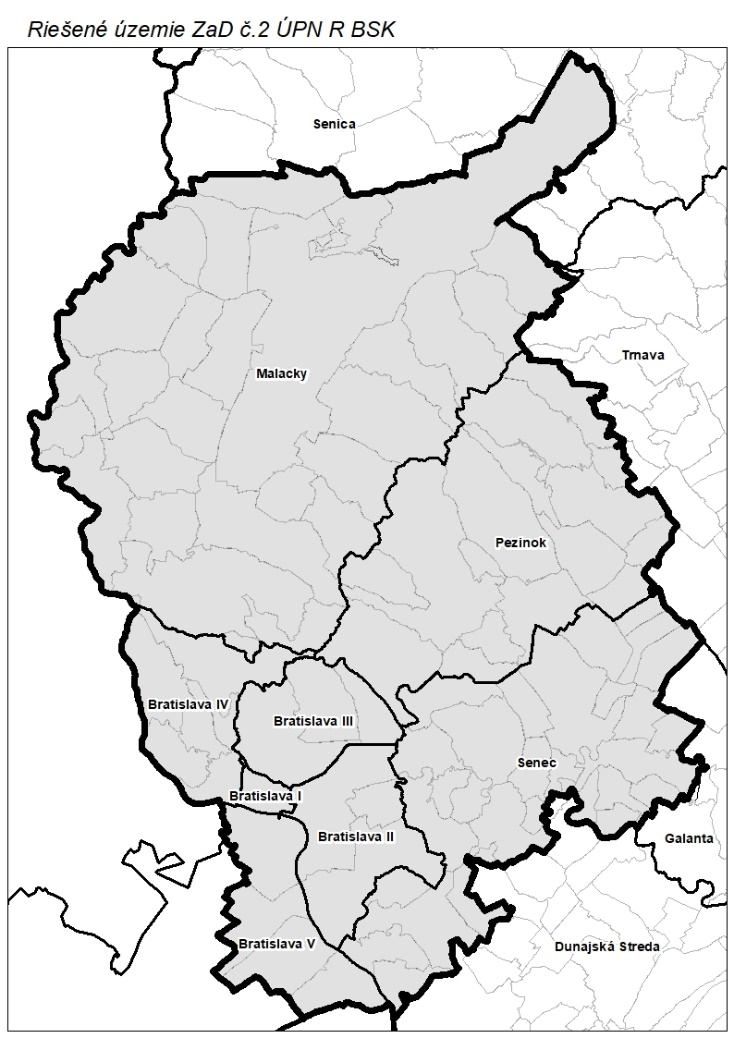 Riešené územie ZaD č.2 ÚPN R BSK
Senica
Trnava
Malacky
Pezinok
Bratislava IV
Bratislava III
Senec
Bratislava I
Bratislava II
Galanta
Bratislava V
Dunajská Streda